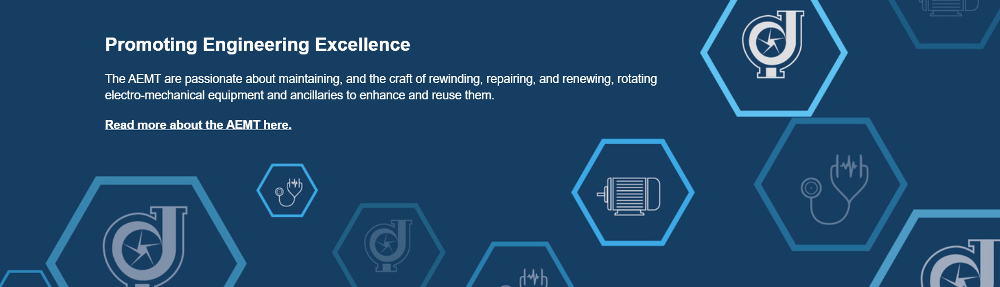 Promoting Engineering Excellence
The AEMT are passionate about maintaining, and the craft of rewinding, repairing, and renewing, rotating
electro-mechanical equipment and ancillaries to enhance and reuse them.
Read more about the AEMT here.